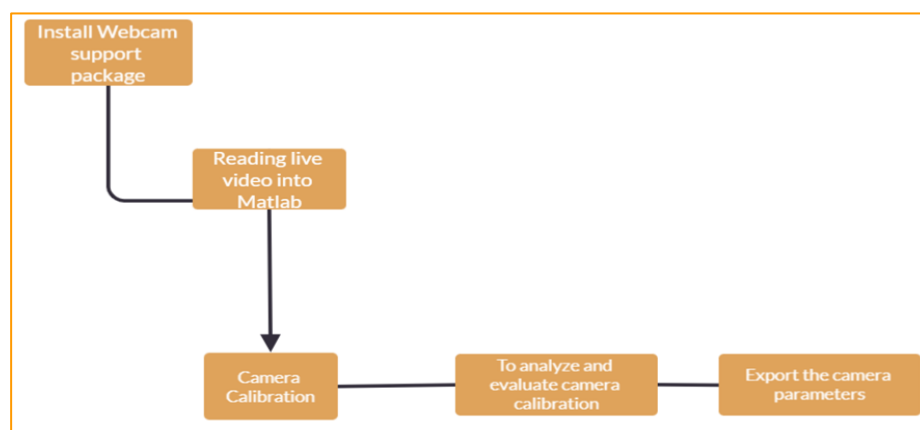 Install Webcam
support
package
Reading live
video into
Matlab
Camera
Calibration
To analyze and
evaluate camera
calibration
Export the camera
parameters